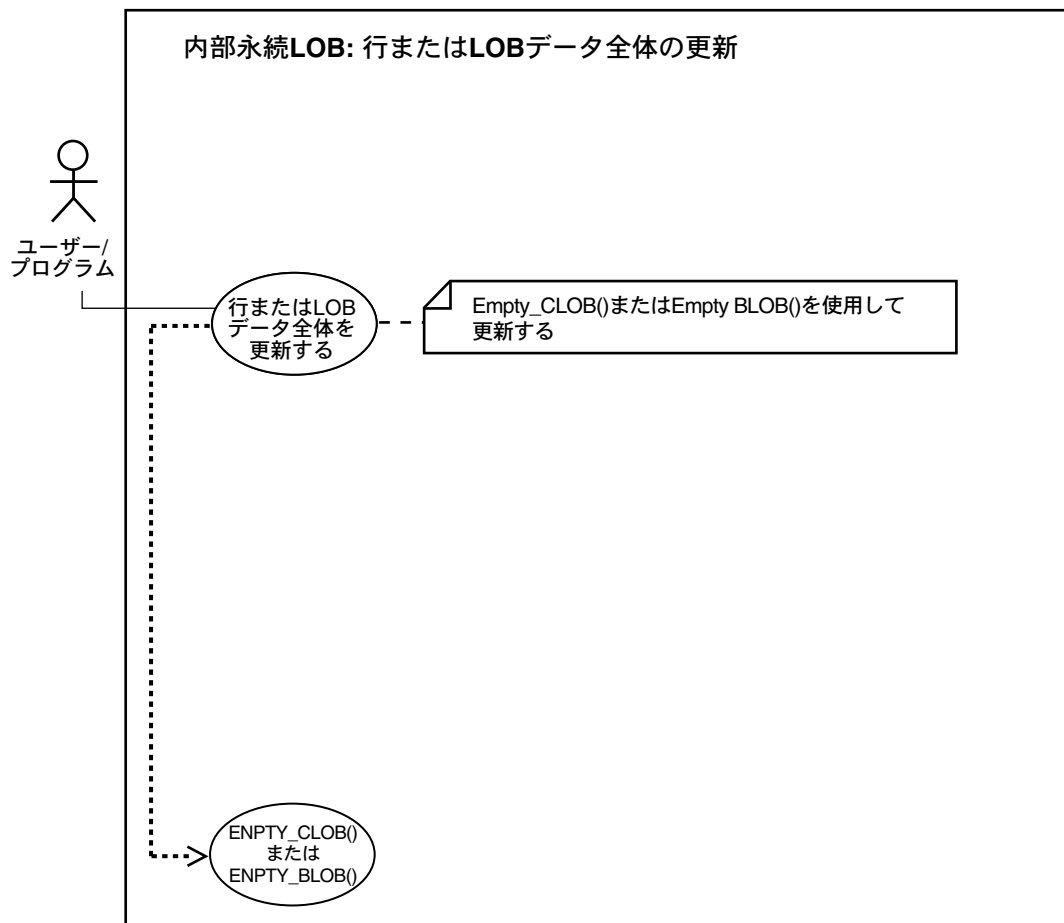 内部永続LOB: 行またはLOBデータ全体の更新
ユーザー/
プログラム
行またはLOB
データ全体を
更新する
Empty_CLOB()またはEmpty BLOB()を使用して
更新する
ENPTY_CLOB()
または
ENPTY_BLOB()